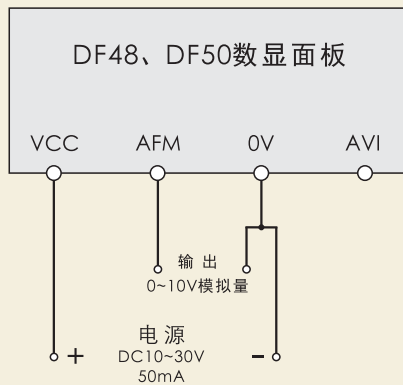 DF48、DF50数显面板
VCC AFM 0V AVI
输出
0~10V模拟量
电源
+ DC10~30V −
50mA